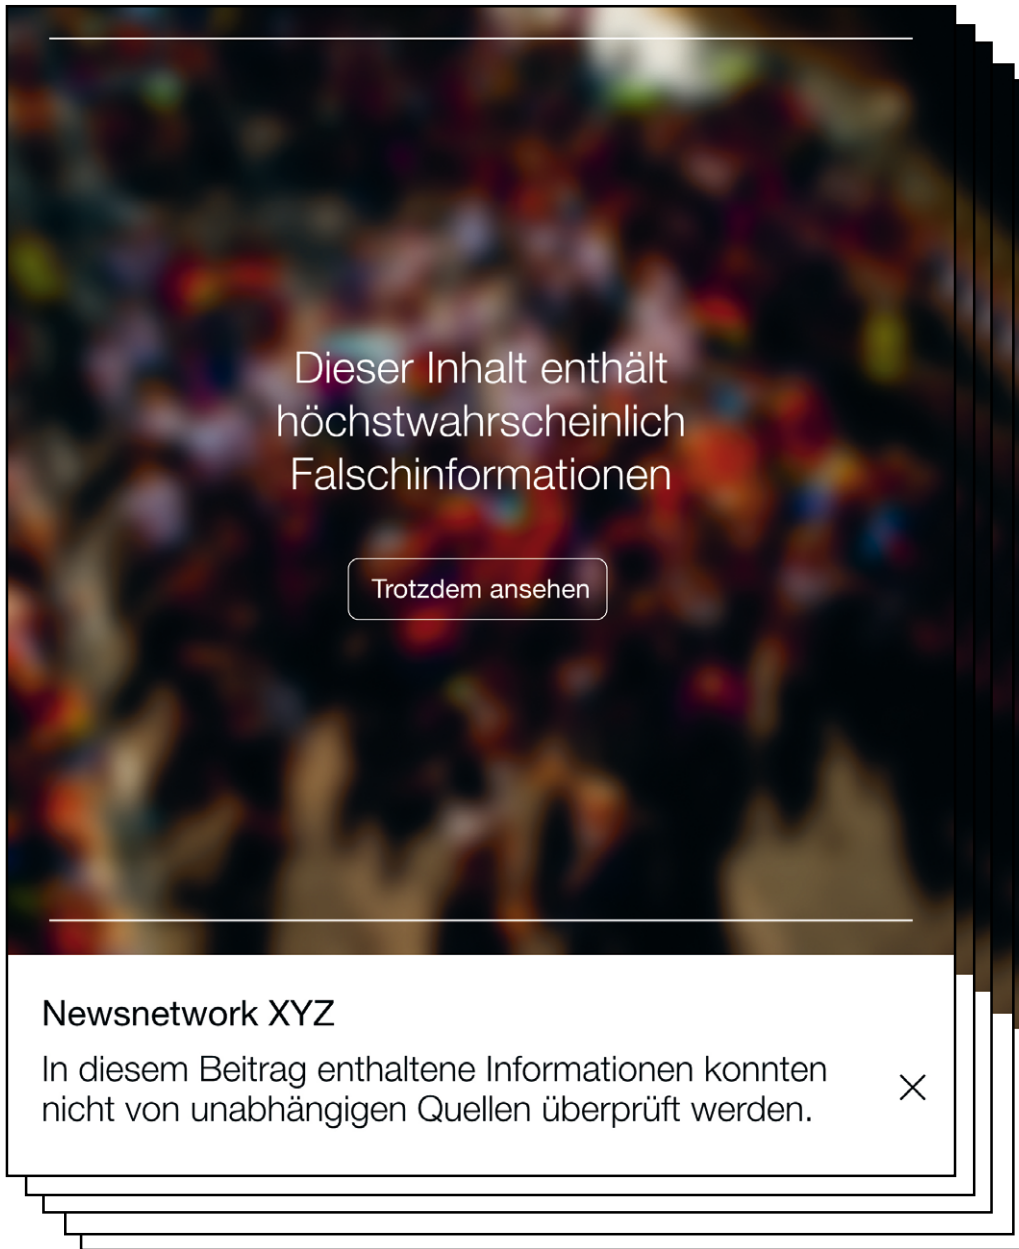 Dieser Inhalt enthält
höchstwahrscheinlich
Falschinformationen
Trotzdem ansehen
Newsnetwork XYZ
In diesem Beitrag enthaltene Informationen konnten
nicht von unabhängigen Quellen überprüft werden.